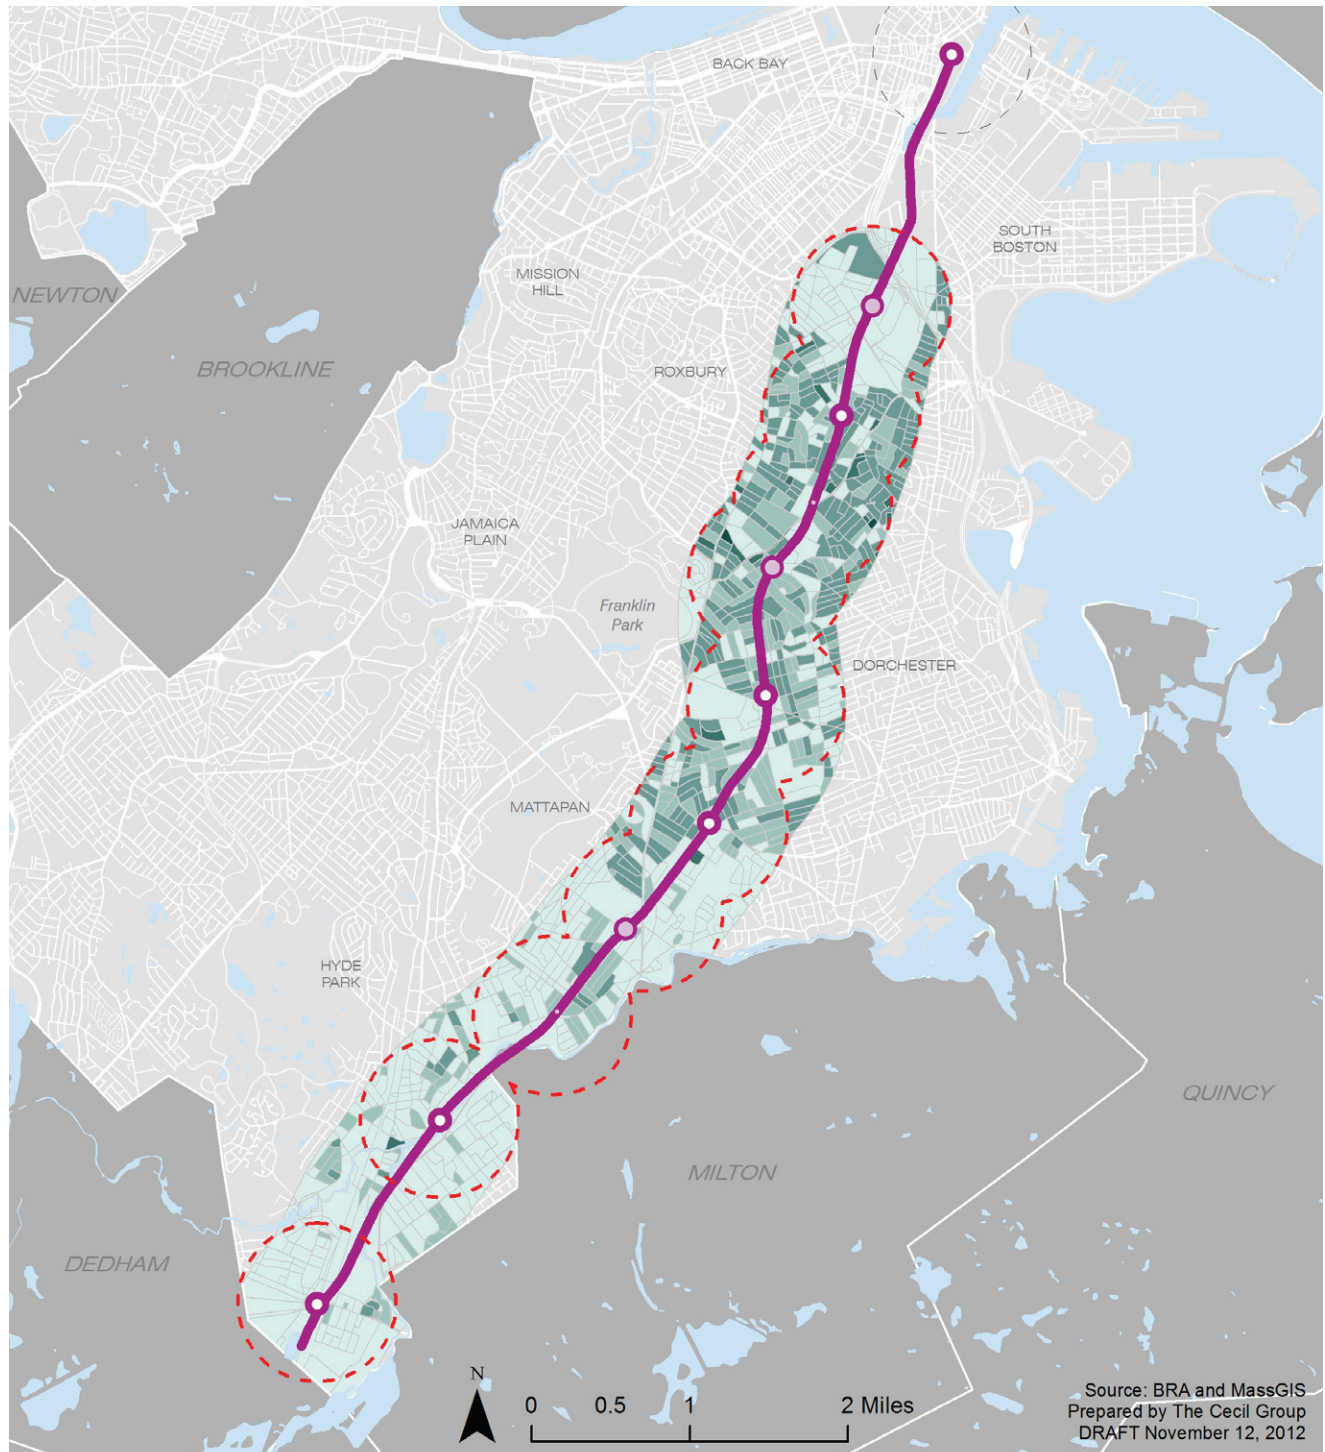 BACK BAY
SOUTH
BOSTON
MISSION
HILL
NEWTON
BROOKLINE
ROXBURY
JAMAICA
PLAIN
Franklin
Park
DORCHESTER
MATTAPAN
HYDE
PARK
QUINCY
MILTON
DEDHAM
N
0 0.5 1 2 Miles
Source: BRA and MassGIS
Prepared by The Cecil Group
DRAFT November 12, 2012